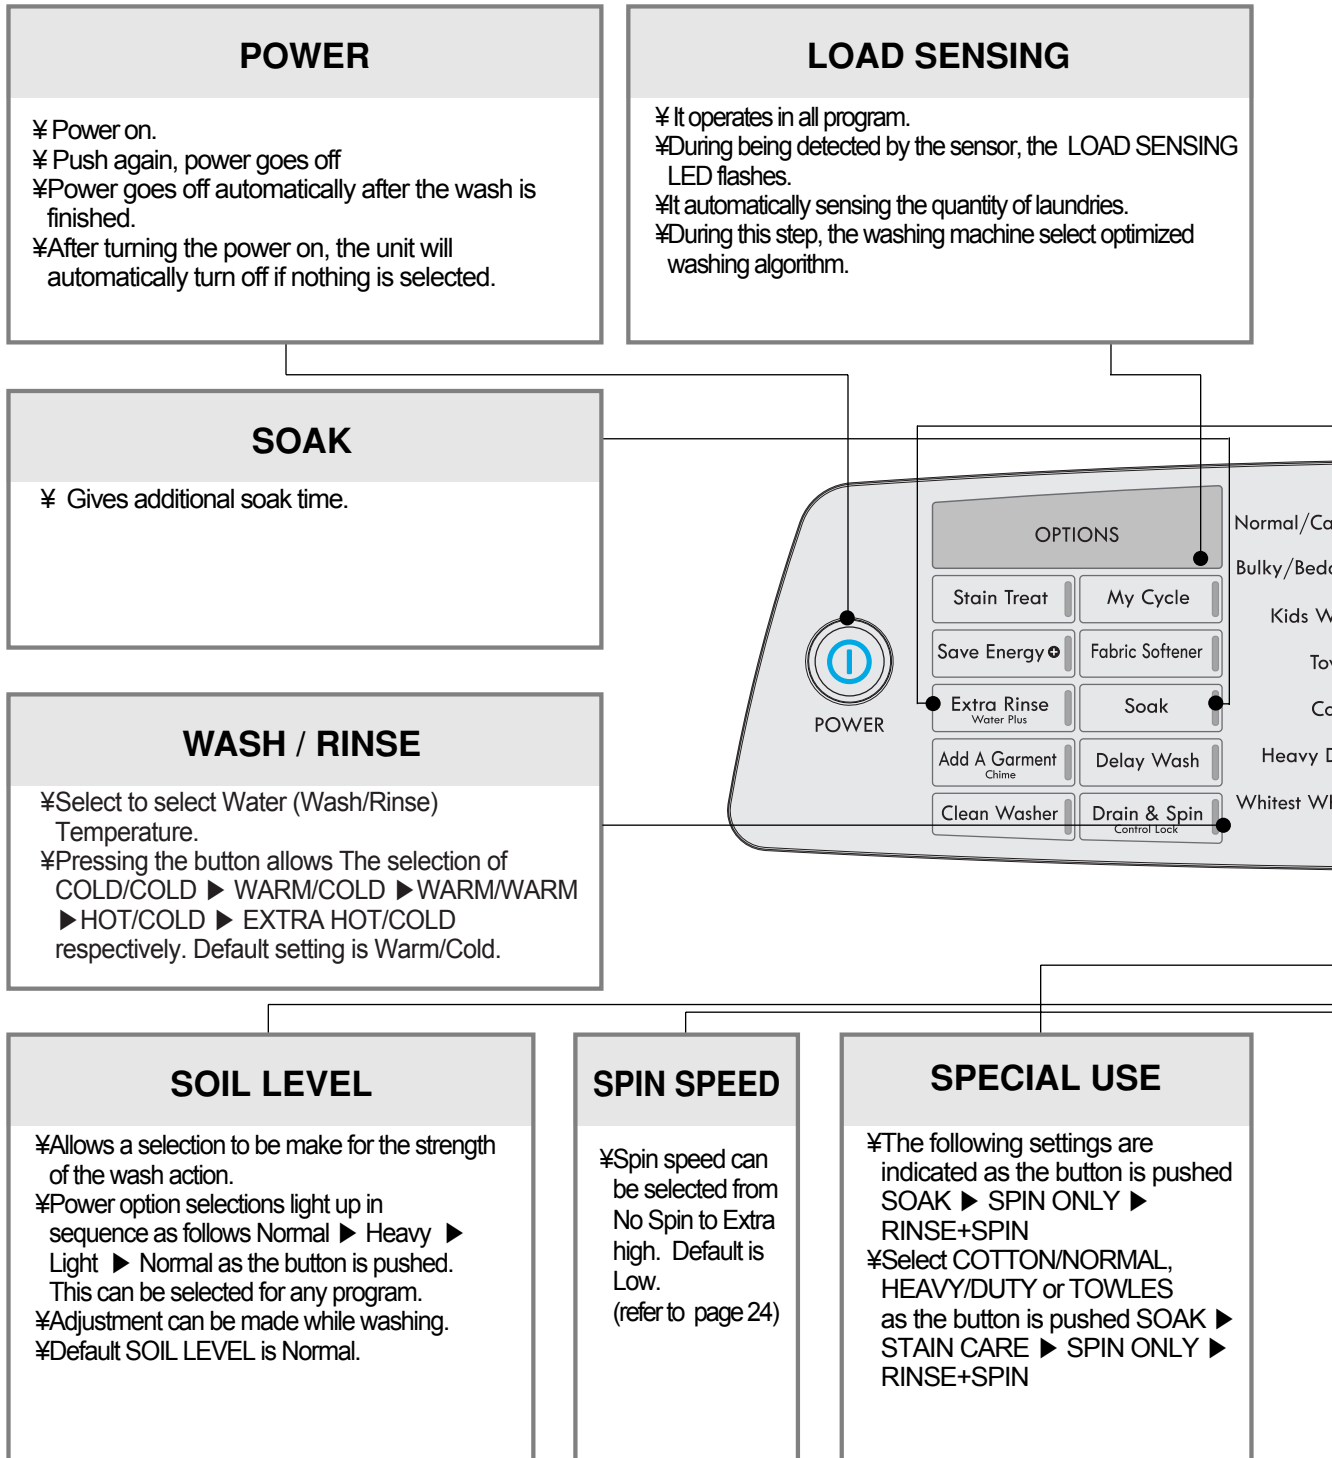 POWER
¥ Power on.
¥ Push again, power goes off
¥Power goes off automatically after the wash is
finished.
¥After turning the power on, the unit will
automatically turn off if nothing is selected.
LOAD SENSING
¥ It operates in all program.
¥During being detected by the sensor, the LOAD SENSING
LED flashes.
¥It automatically sensing the quantity of laundries.
¥During this step, the washing machine select optimized
washing algorithm.
SOAK
¥ Gives additional soak time.
WASH / RINSE
¥Select to select Water (Wash/Rinse)
Temperature.
¥Pressing the button allows The selection of
COLD/COLD ▶ WARM/COLD ▶WARM/WARM
▶HOT/COLD ▶ EXTRA HOT/COLD
respectively. Default setting is Warm/Cold.
POWER
OPTIONS
Stain Treat
My Cycle
Save Energy
Fabric Softener
Extra Rinse
Water Plus
Soak
Add A Garment
Chime
Delay Wash
Clean Washer
Drain & Spin
Control Lock
Normal/Ca
Bulky/Bedd
Kids W
Tow
Co
Heavy D
Whitest Wh
SOIL LEVEL
¥Allows a selection to be make for the strength
of the wash action.
¥Power option selections light up in
sequence as follows Normal ▶ Heavy ▶
Light ▶ Normal as the button is pushed.
This can be selected for any program.
¥Adjustment can be made while washing.
¥Default SOIL LEVEL is Normal.
SPIN SPEED
¥Spin speed can
be selected from
No Spin to Extra
high. Default is
Low.
(refer to page 24)
SPECIAL USE
¥The following settings are
indicated as the button is pushed
SOAK ▶ SPIN ONLY ▶
RINSE+SPIN
¥Select COTTON/NORMAL,
HEAVY/DUTY or TOWLES
as the button is pushed SOAK ▶
STAIN CARE ▶ SPIN ONLY ▶
RINSE+SPIN